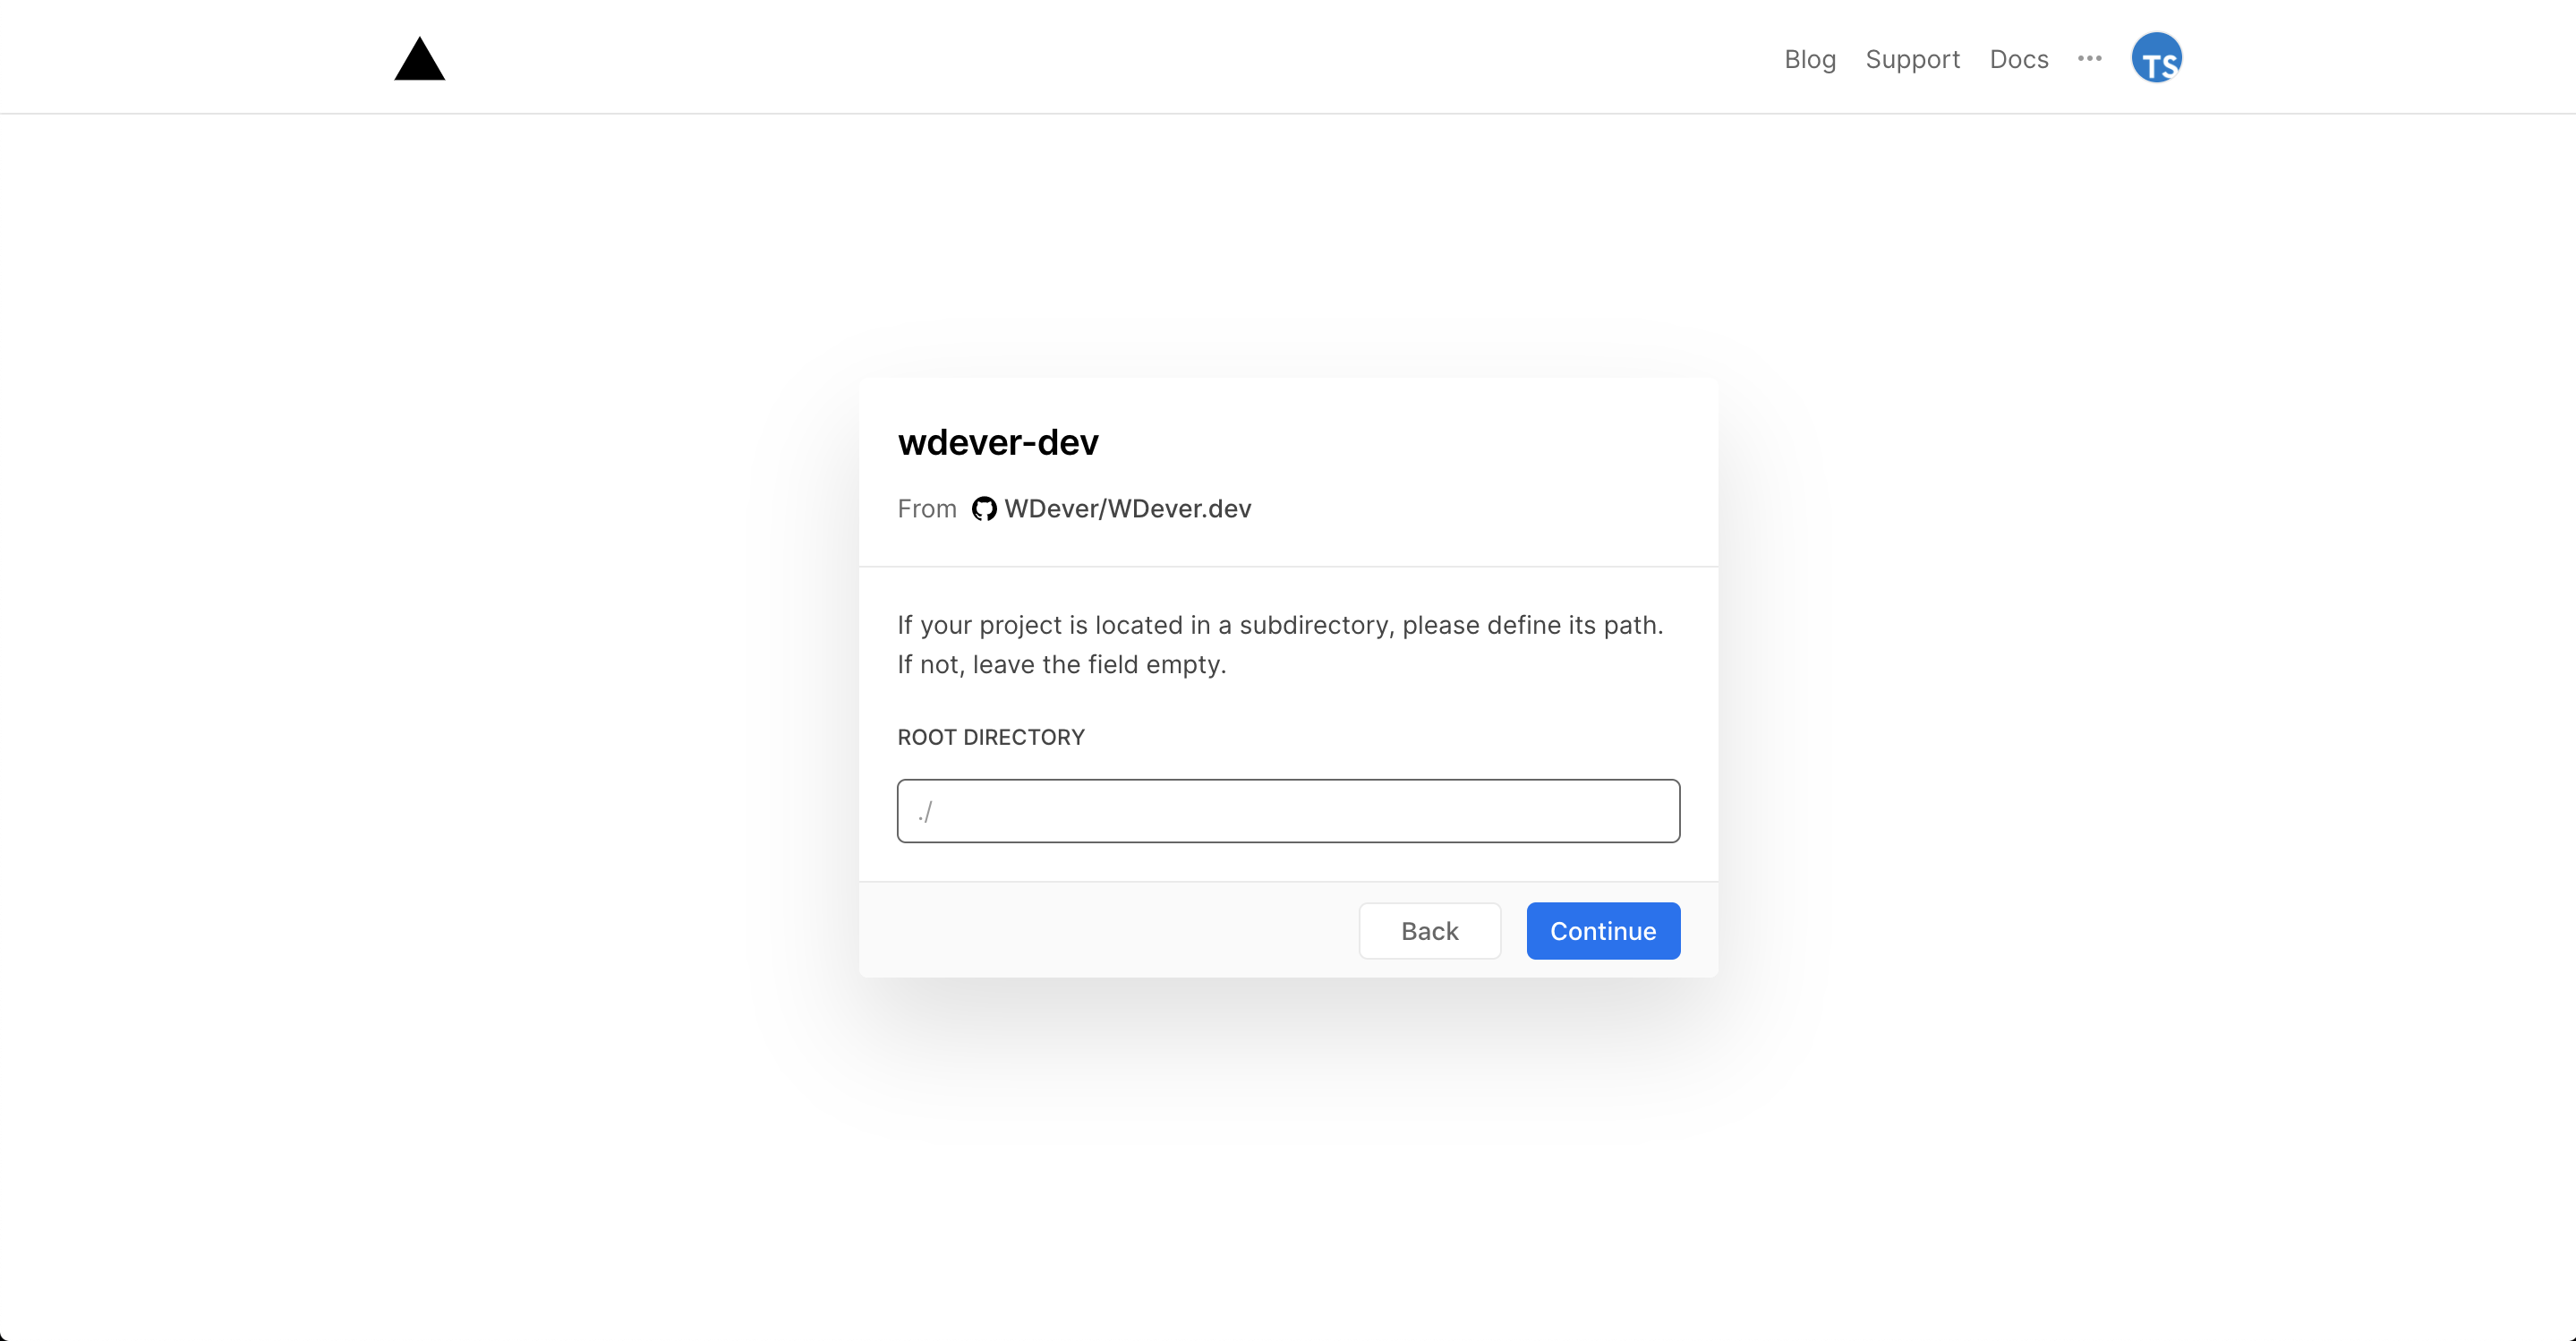 Blog Support Docs ··· TS
wdever-dev
From WDever/WDever.dev
If your project is located in a subdirectory, please define its path.
If not, leave the field empty.
ROOT DIRECTORY
./
Back Continue